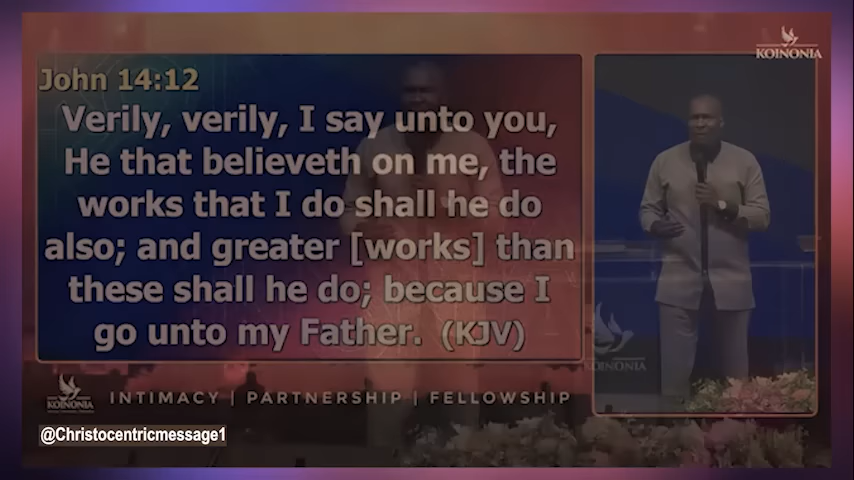 KOINONIA
John 14:12
Verily, verily, I say unto you,
He that believeth on me, the
works that I do shall he do
also; and greater [works] than
these shall he do; because I
go unto my Father. (KJV)
KOINONIA
KOINONIA
INTIMACY | PARTNERSHIP | FELLOWSHIP
@Christocentricmessage1